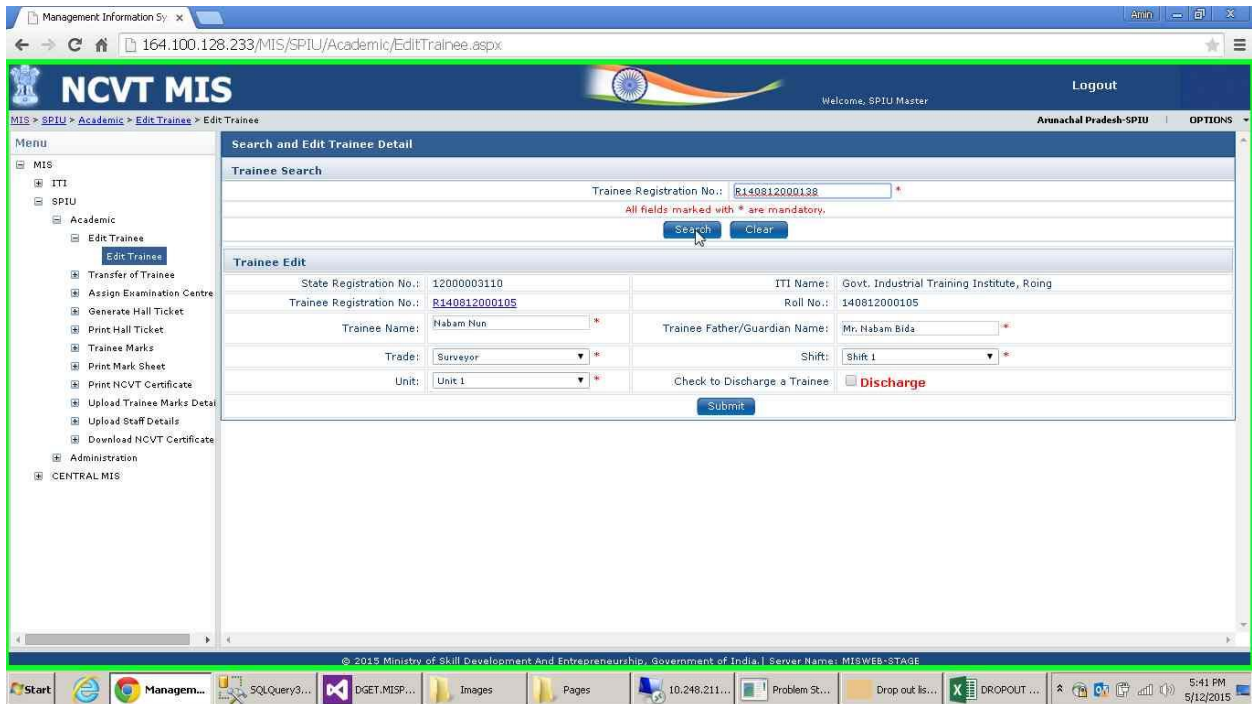 Management Information Sy
Amin
164.100.128.233/MIS/SPIU/Academic/EditTrainee.aspx
NCVT MIS
Logout
Welcome, SPIU Master
MIS > SPIU > Academic > Edit Trainee > Edit Trainee
Arunachal Pradesh-SPIU | OPTIONS
Menu
MIS
ITI
SPIU
Academic
Edit Trainee
Edit Trainee
Transfer of Trainee
Assign Examination Centre
Generate Hall Ticket
Print Hall Ticket
Trainee Marks
Print Mark Sheet
Print NCVT Certificate
Upload Trainee Marks Detai
Upload Staff Details
Download NCVT Certificate
Administration
CENTRAL MIS
Search and Edit Trainee Detail
Trainee Search
Trainee Registration No.: R140812000138 *
All fields marked with * are mandatory.
Search Clear
Trainee Edit
State Registration No.: 12000003110 ITI Name: Govt. Industrial Training Institute, Roing
Trainee Registration No.: R140812000105 Roll No.: 140812000105
Trainee Name: Nabam Nun * Trainee Father/Guardian Name: Mr. Nabam Bida *
Trade: Surveyor * Shift: Shift 1 *
Unit: Unit 1 * Check to Discharge a Trainee Discharge
Submit
© 2015 Ministry of Skill Development And Entrepreneurship, Government of India.| Server Name: MISWEB-STAGE
Start Managem... SQLQuery3... DGET.MISP... Images Pages 10.248.211... Problem St... Drop out lis... DROPOUT ... 5:41 PM
5/12/2015